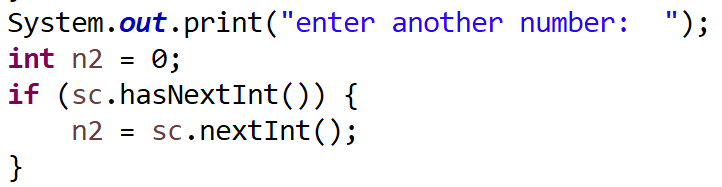 System.out.print("enter another number:  ");
int n2 = 0;
if (sc.hasNextInt()) {
    n2 = sc.nextInt();
}